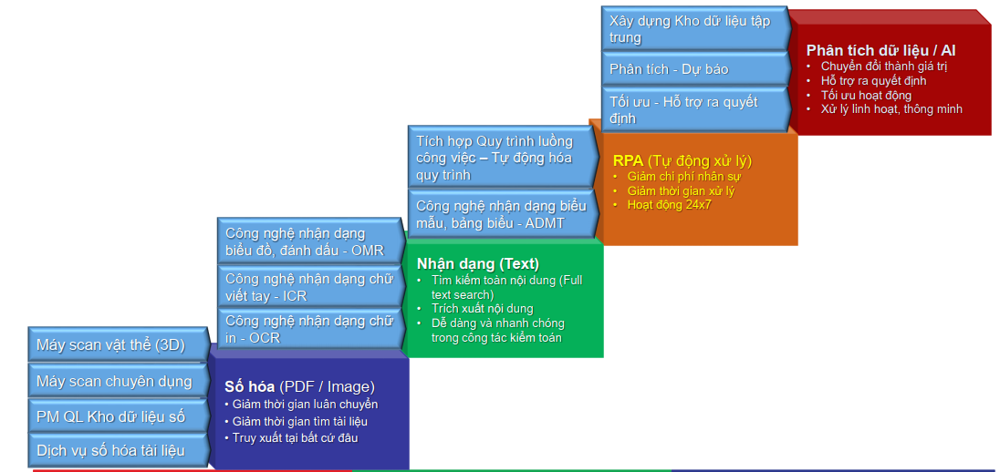 Xây dựng Kho dữ liệu tập
trung
Phân tích - Dự báo
Tối ưu - Hỗ trợ ra quyết
định
Phân tích dữ liệu / AI
• Chuyển đổi thành giá trị
• Hỗ trợ ra quyết định
• Tối ưu hoạt động
• Xử lý linh hoạt, thông minh
Tích hợp Quy trình luồng
công việc – Tự động hóa
quy trình
Công nghệ nhận dạng biểu
mẫu, bảng biểu - ADMT
RPA (Tự động xử lý)
• Giảm chi phí nhân sự
• Giảm thời gian xử lý
• Hoạt động 24x7
Công nghệ nhận dạng
biểu đồ, đánh dấu - OMR
Công nghệ nhận dạng chữ
viết tay - ICR
Công nghệ nhận dạng chữ
in - OCR
Nhận dạng (Text)
• Tìm kiếm toàn nội dung (Full
text search)
• Trích xuất nội dung
• Dễ dàng và nhanh chóng
trong công tác kiểm toán
Máy scan vật thể (3D)
Máy scan chuyên dụng
PM QL Kho dữ liệu số
Dịch vụ số hóa tài liệu
Số hóa (PDF / Image)
• Giảm thời gian luân chuyển
• Giảm thời gian tìm tài liệu
• Truy xuất tại bất cứ đâu